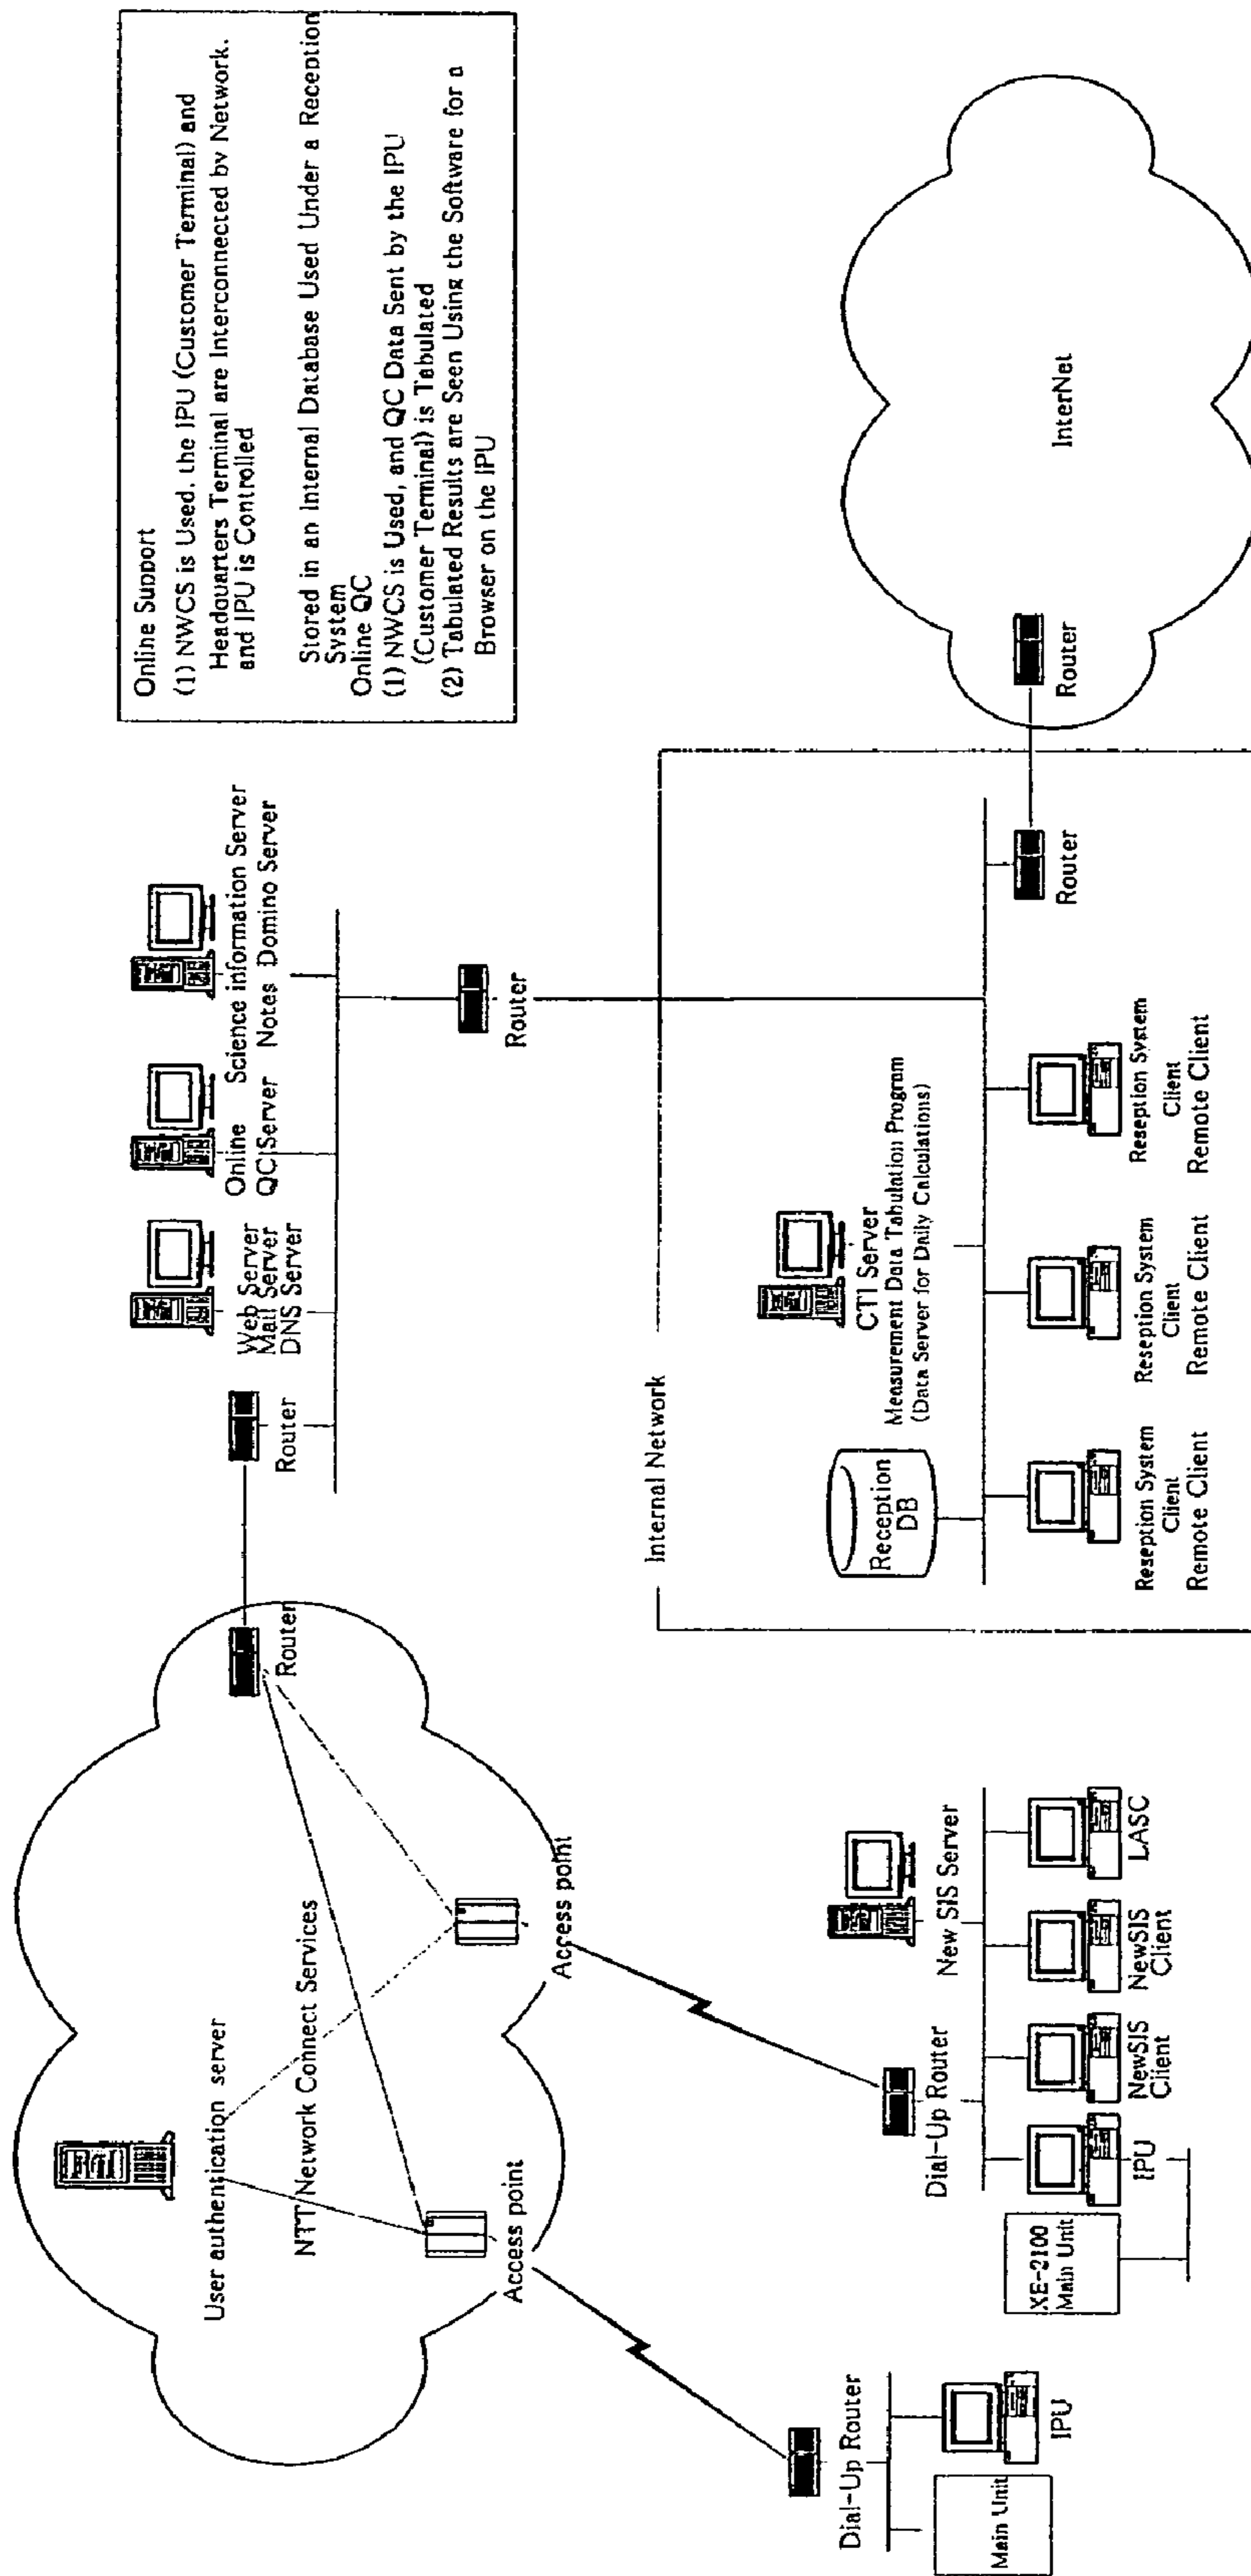 User authentication server
NTT Network Connect Services
Access point
Access point
Router
Router
Web Server
Mail Server
DNS Server
Online
QC Server
Science information Server
Notes Domino Server
Router
Online Support
(1) NWCS is Used, the IPU (Customer Terminal) and
Headquarters Terminal are Interconnected by Network,
and IPU is Controlled
Stored in an Internal Database Used Under a Reception
System
Online QC
(1) NWCS is Used, and QC Data Sent by the IPU
(Customer Terminal) is Tabulated
(2) Tabulated Results are Seen Using the Software for a
Browser on the IPU
Dial-Up Router
Main Unit
IPU
Dial-Up Router
New SIS Server
XE-2100
Main Unit
IPU
NewSIS
Client
NewSIS
Client
LASC
Internal Network
Reception
DB
CTI Server
Measurement Data Tabulation Program
(Data Server for Daily Calculations)
Reseption System
Client
Remote Client
Reseption System
Client
Remote Client
Reseption System
Client
Remote Client
Router
Router
InterNet